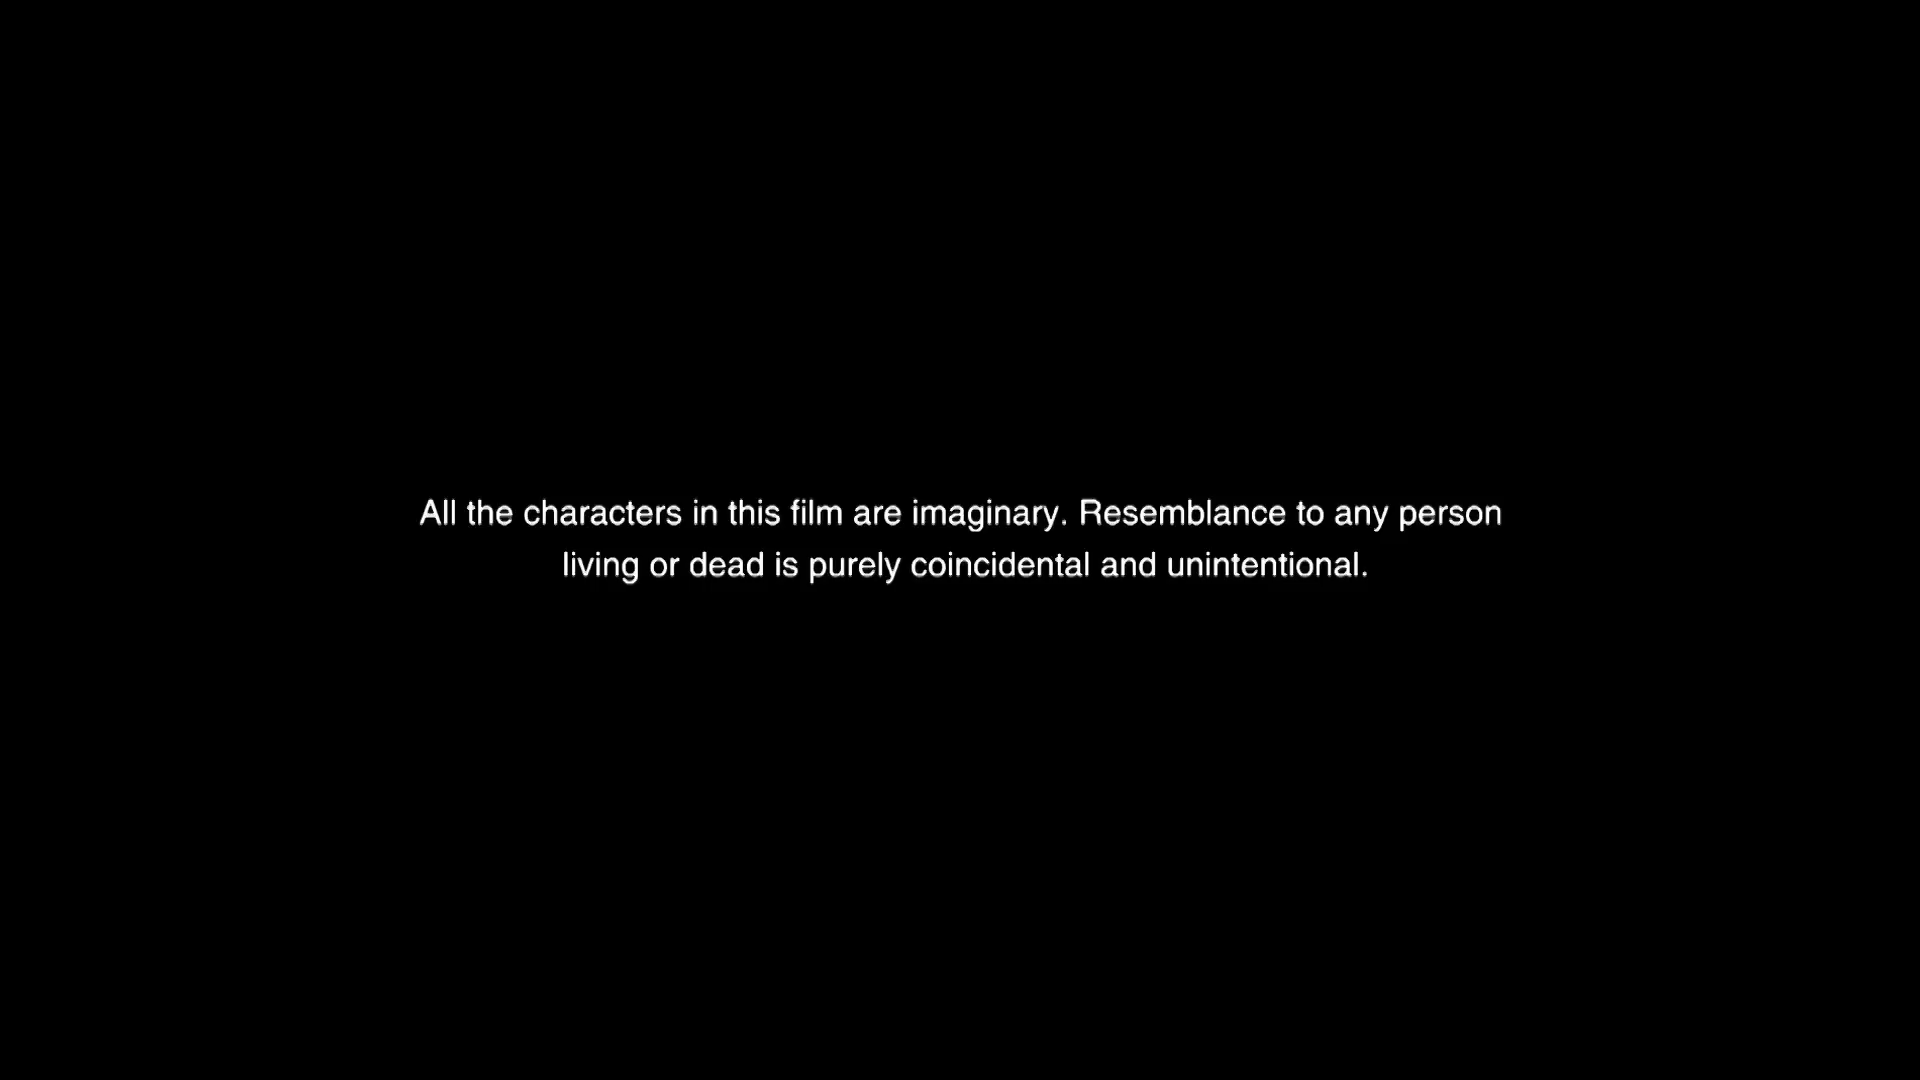 All the characters in this film are imaginary. Resemblance to any person
living or dead is purely coincidental and unintentional.